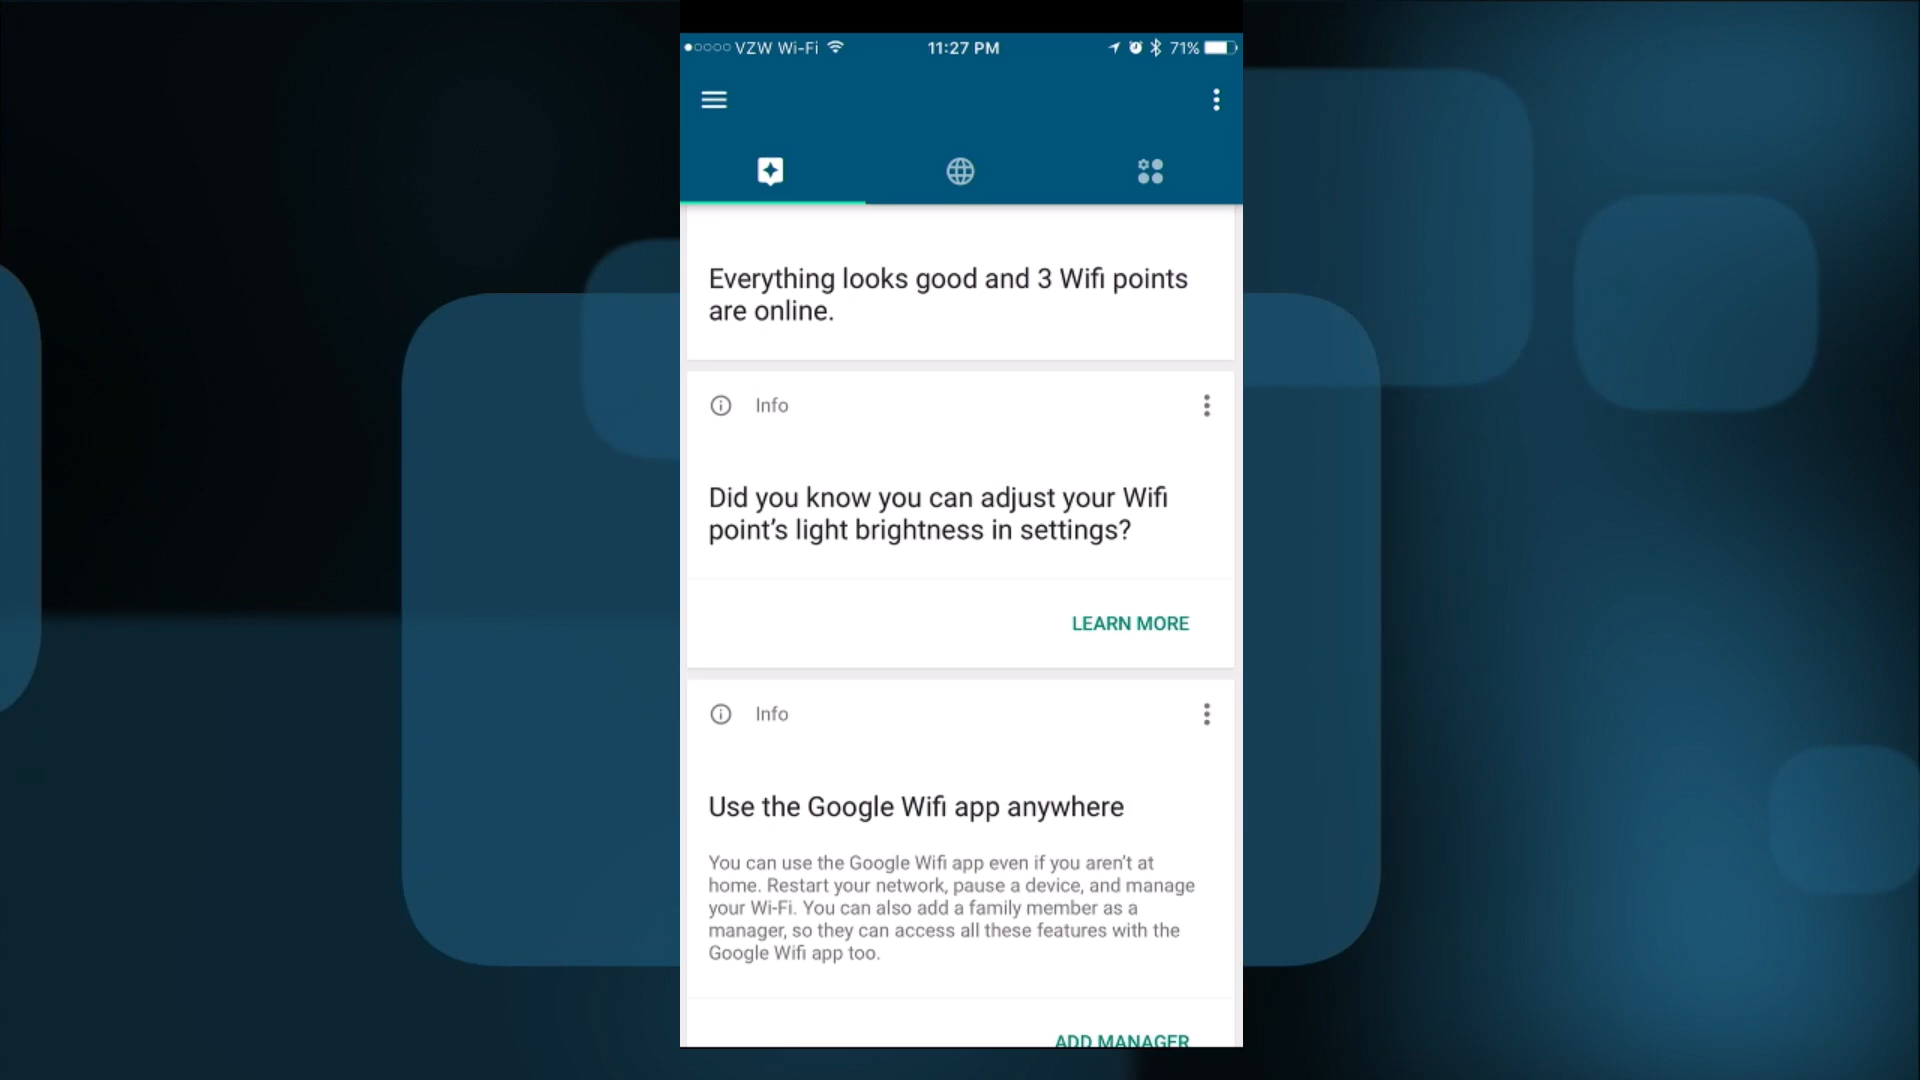 VZW Wi-Fi 11:27 PM 71%
Everything looks good and 3 Wifi points
are online.
Info
Did you know you can adjust your Wifi
point’s light brightness in settings?
LEARN MORE
Info
Use the Google Wifi app anywhere
You can use the Google Wifi app even if you aren't at
home. Restart your network, pause a device, and manage
your Wi-Fi. You can also add a family member as a
manager, so they can access all these features with the
Google Wifi app too.
ADD MANAGER